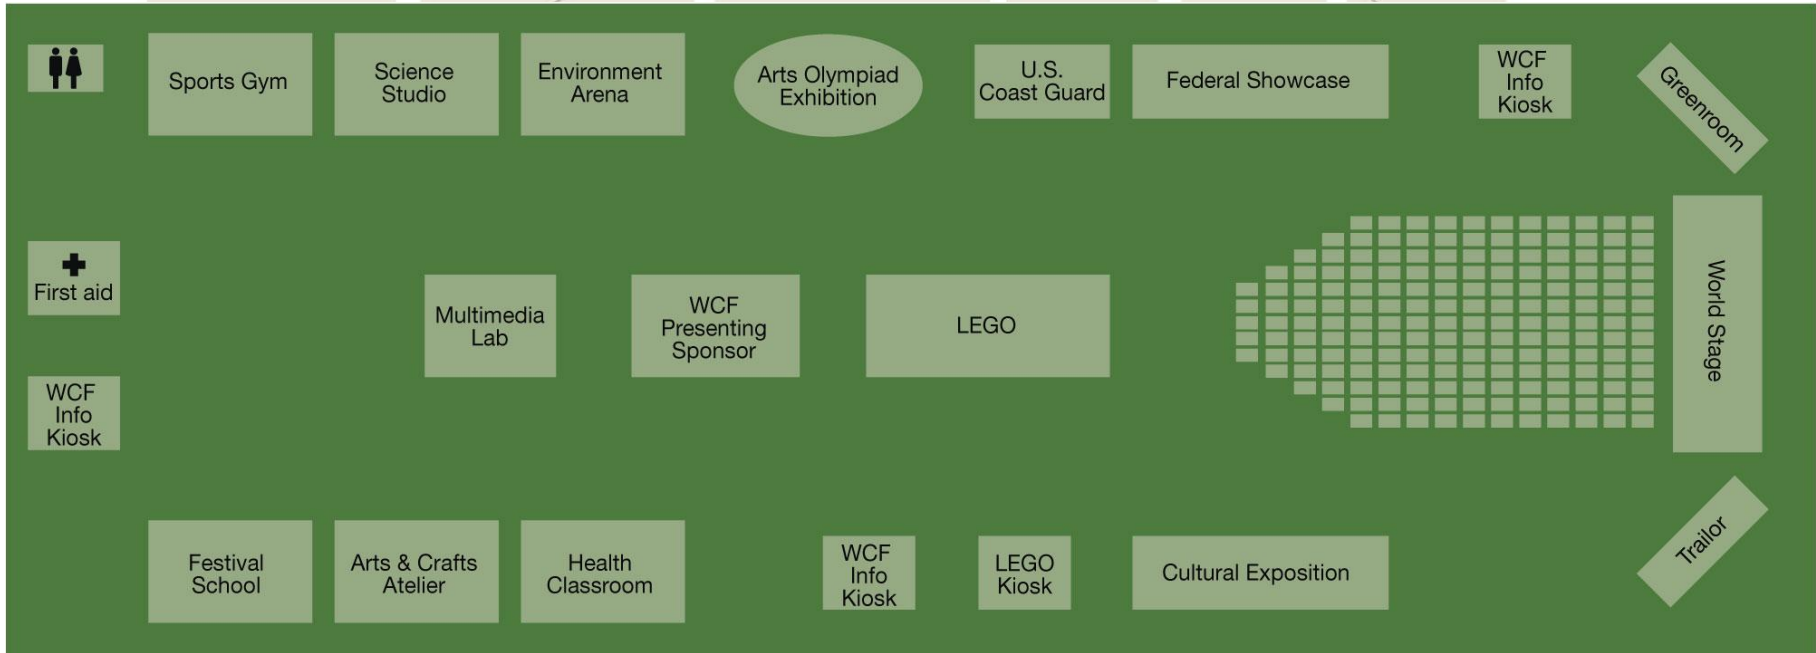 Sports Gym
Science
Studio
Environment
Arena
Arts Olympiad
Exhibition
U.S.
Coast Guard
Federal Showcase
WCF
Info
Kiosk
Greenroom
First aid
Multimedia
Lab
WCF
Presenting
Sponsor
LEGO
World Stage
WCF
Info
Kiosk
Festival
School
Arts & Crafts
Atelier
Health
Classroom
WCF
Info
Kiosk
LEGO
Kiosk
Cultural Exposition
Trailor